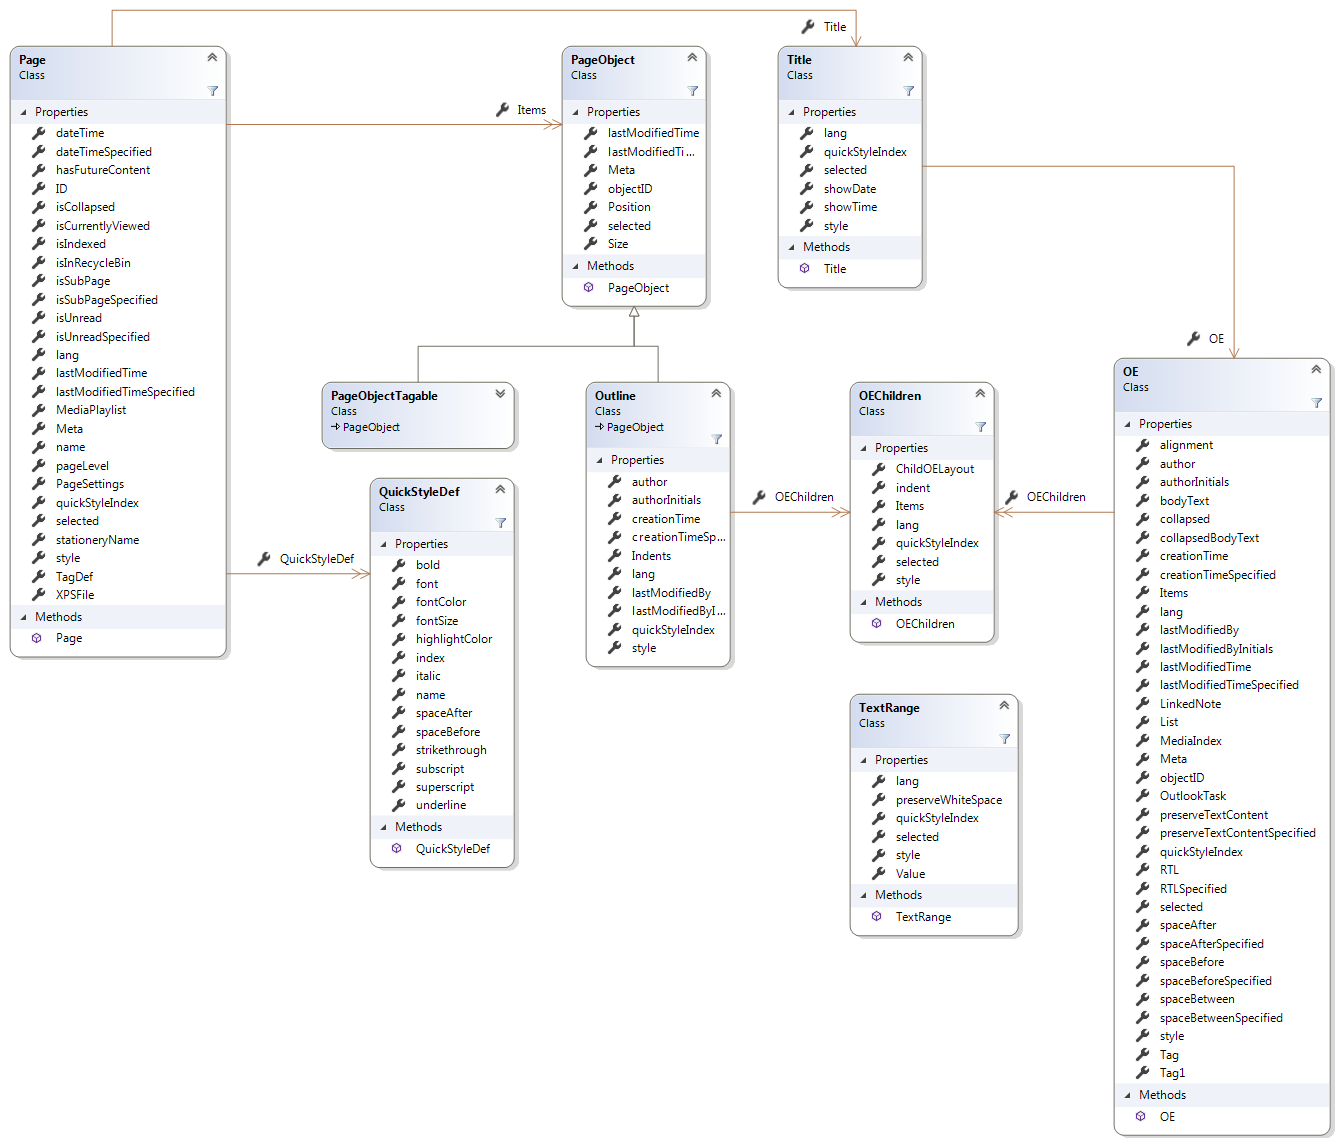 Title
Page
Class
Properties
dateTime
dateTimeSpecified
hasFutureContent
ID
isCollapsed
isCurrentlyViewed
isIndexed
isInRecycleBin
isSubPage
isSubPageSpecified
isUnread
isUnreadSpecified
lang
lastModifiedTime
lastModifiedTimeSpecified
MediaPlaylist
Meta
name
pageLevel
PageSettings
quickStyleIndex
selected
stationeryName
style
TagDef
XPSFile
Methods
Page
Items
PageObject
Class
Properties
lastModifiedTime
lastModifiedTi...
Meta
objectID
Position
selected
Size
Methods
PageObject
Title
Class
Properties
lang
quickStyleIndex
selected
showDate
showTime
style
Methods
Title
OE
PageObjectTagable
Class
PageObject
QuickStyleDef
QuickStyleDef
Class
Properties
bold
font
fontColor
fontSize
highlightColor
index
italic
name
spaceAfter
spaceBefore
strikethrough
subscript
superscript
underline
Methods
QuickStyleDef
Outline
Class
PageObject
Properties
author
authorInitials
creationTime
creationTimeSp...
Indents
lang
lastModifiedBy
lastModifiedByI...
quickStyleIndex
style
OEChildren
OEChildren
Class
Properties
ChildOELayout
indent
Items
lang
quickStyleIndex
selected
style
Methods
OEChildren
OEChildren
TextRange
Class
Properties
lang
preserveWhiteSpace
quickStyleIndex
selected
style
Value
Methods
TextRange
OE
Class
Properties
alignment
author
authorInitials
bodyText
collapsed
collapsedBodyText
creationTime
creationTimeSpecified
Items
lang
lastModifiedBy
lastModifiedByInitials
lastModifiedTime
lastModifiedTimeSpecified
LinkedNote
List
MediaIndex
Meta
objectID
OutlookTask
preserveTextContent
preserveTextContentSpecified
quickStyleIndex
RTL
RTLSpecified
selected
spaceAfter
spaceAfterSpecified
spaceBefore
spaceBeforeSpecified
spaceBetween
spaceBetweenSpecified
style
Tag
Tag1
Methods
OE